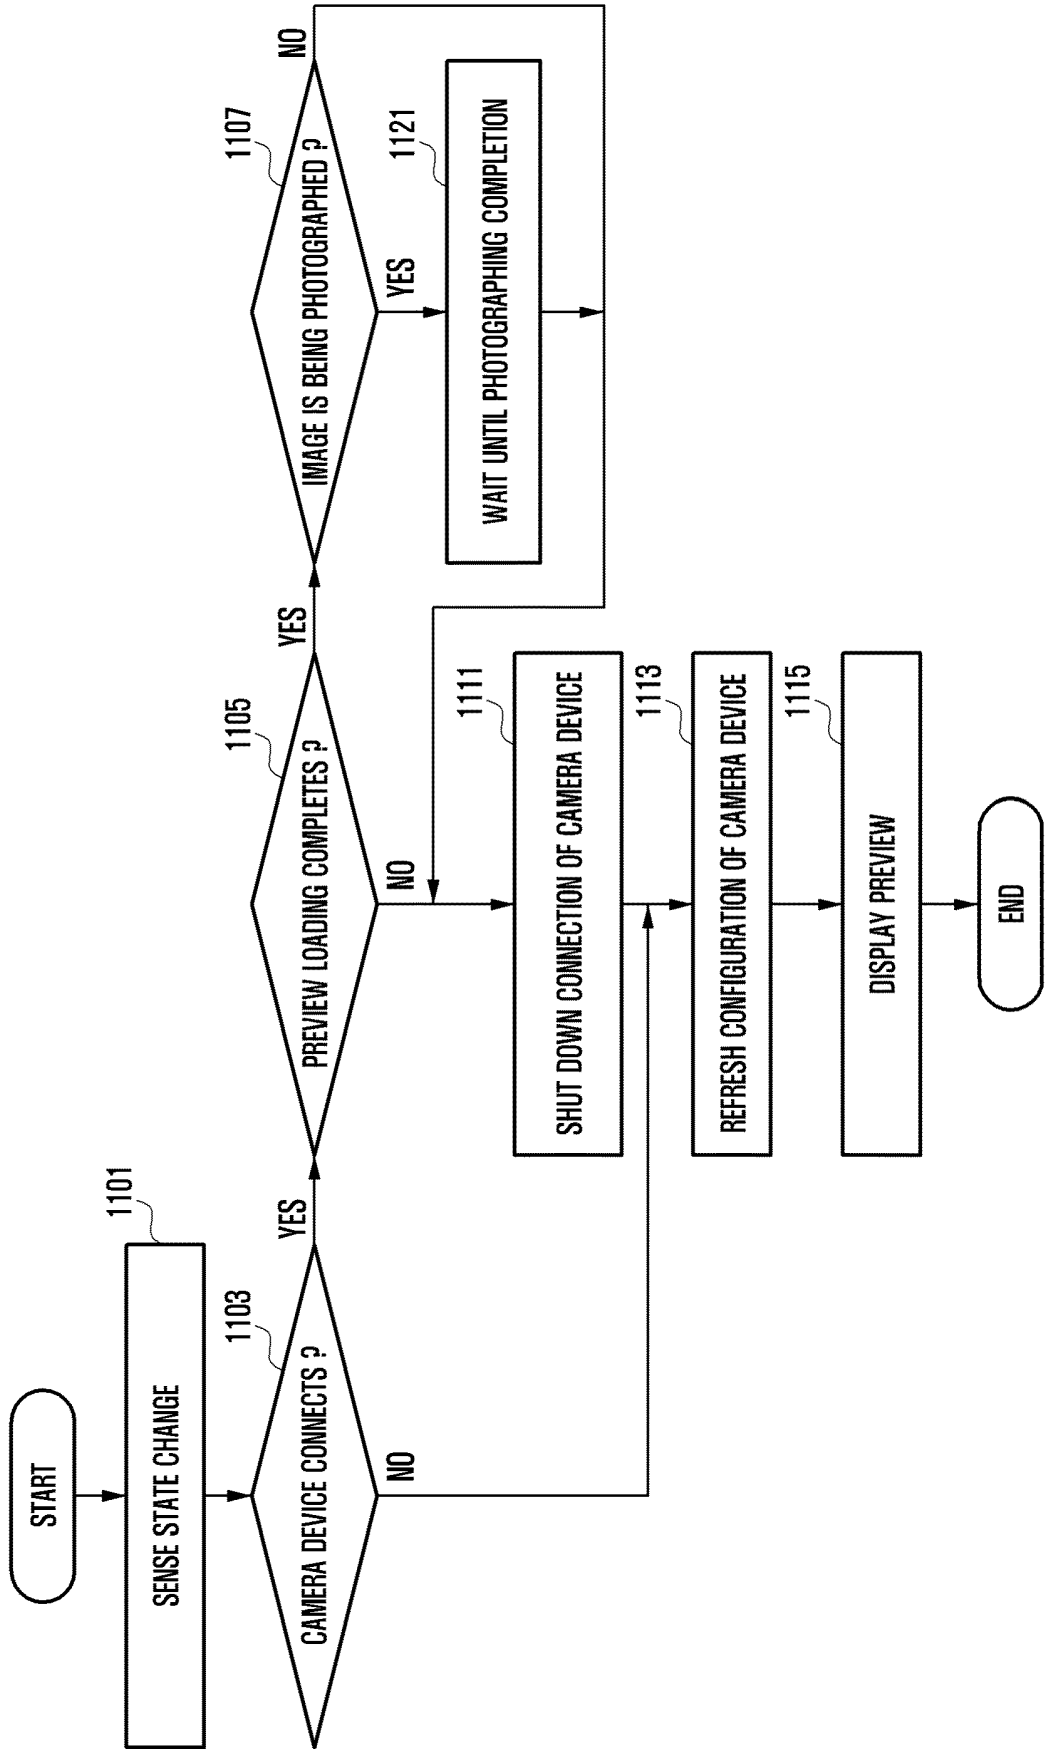 START
1101
SENSE STATE CHANGE
1103
CAMERA DEVICE CONNECTS ?
YES
NO
1105
PREVIEW LOADING COMPLETES ?
YES
NO
1107
IMAGE IS BEING PHOTOGRAPHED ?
NO
YES
1121
WAIT UNTIL PHOTOGRAPHING COMPLETION
1111
SHUT DOWN CONNECTION OF CAMERA DEVICE
1113
REFRESH CONFIGURATION OF CAMERA DEVICE
1115
DISPLAY PREVIEW
END